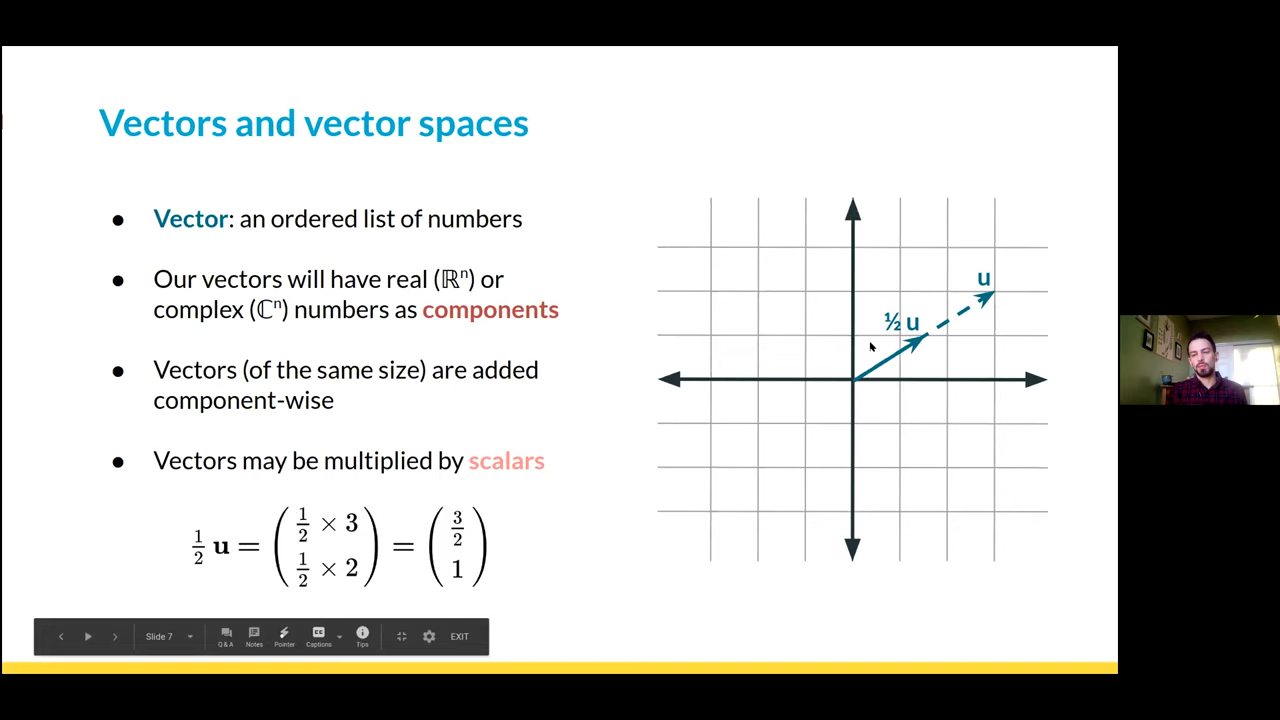 Vectors and vector spaces
● Vector: an ordered list of numbers
● Our vectors will have real (ℝⁿ) or
complex (ℂⁿ) numbers as components
● Vectors (of the same size) are added
component-wise
● Vectors may be multiplied by scalars
½ u = (½ × 3, ½ × 2) = (3/2, 1)
u
½ u
Slide 7
Q & A Notes Pointer CC Captions Tips EXIT